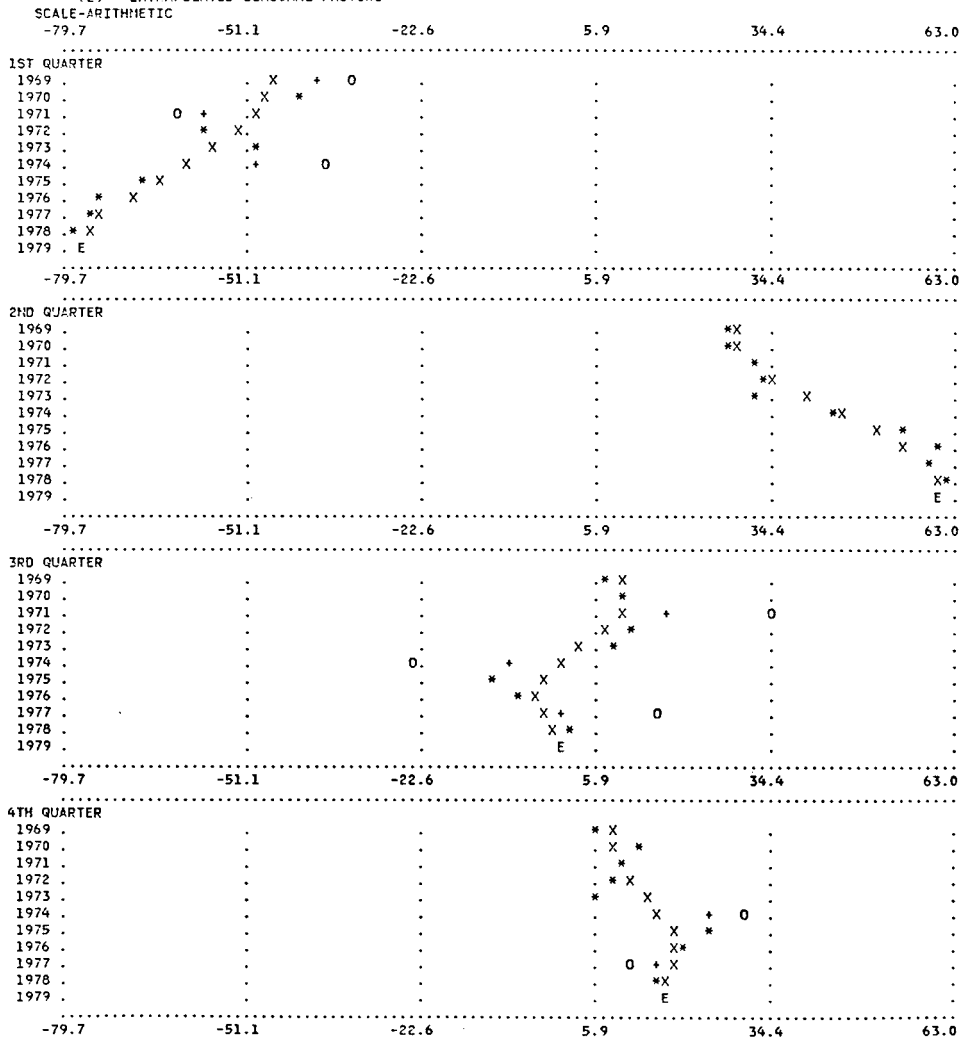 SCALE-ARITHMETIC
-79.7 -51.1 -22.6 5.9 34.4 63.0
1ST QUARTER
1969 . . X + O . . . .
1970 . . X * . . . .
1971 . O + . X . . . .
1972 . * X . . . . .
1973 . X . * . . . .
1974 . X . + O . . . .
1975 . * X . . . . .
1976 . * X . . . . .
1977 . * X . . . . .
1978 . * X . . . . .
1979 . E . . . . .
-79.7 -51.1 -22.6 5.9 34.4 63.0
2ND QUARTER
1969 . . . . * X . .
1970 . . . . * X . .
1971 . . . . * . .
1972 . . . . * X .
1973 . . . . * . X .
1974 . . . . . * X .
1975 . . . . . X * .
1976 . . . . . X * .
1977 . . . . . * .
1978 . . . . . X * .
1979 . . . . . E .
-79.7 -51.1 -22.6 5.9 34.4 63.0
3RD QUARTER
1969 . . . . * X . .
1970 . . . . * . .
1971 . . . . X + O .
1972 . . . . X * . .
1973 . . . X . * . .
1974 . . O . + X . . .
1975 . . . * X . . .
1976 . . . * X . . .
1977 . . . X + . O . .
1978 . . . X * . . .
1979 . . . E . . .
-79.7 -51.1 -22.6 5.9 34.4 63.0
4TH QUARTER
1969 . . . * X . .
1970 . . . . X * . .
1971 . . . . * . .
1972 . . . . * X . .
1973 . . . * X . .
1974 . . . . X + O . .
1975 . . . . X * . .
1976 . . . . X * . .
1977 . . . . O + X . .
1978 . . . . * X . .
1979 . . . . E . .
-79.7 -51.1 -22.6 5.9 34.4 63.0